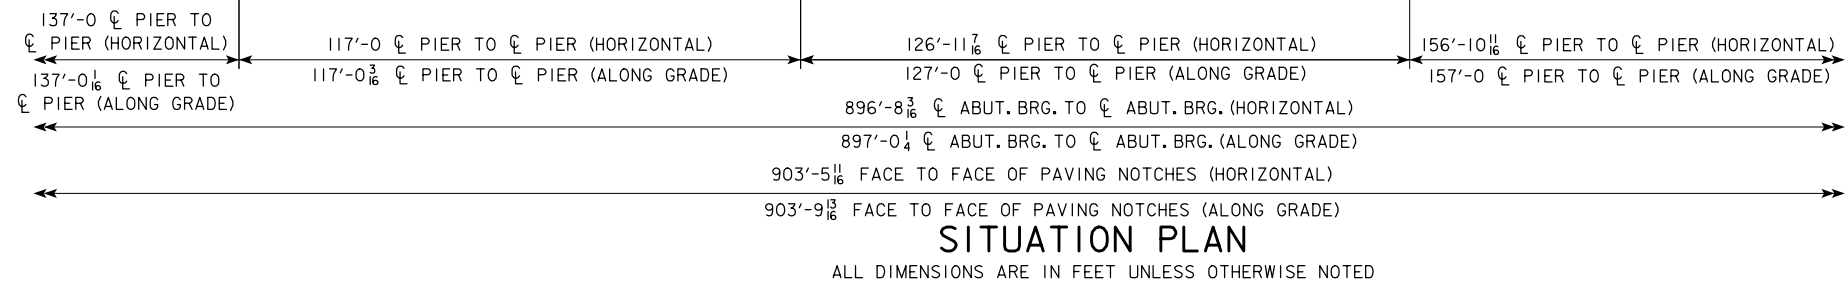 137'-0 ℄ PIER TO
℄ PIER (HORIZONTAL)
137'-0 1/16 ℄ PIER TO
℄ PIER (ALONG GRADE)
117'-0 ℄ PIER TO ℄ PIER (HORIZONTAL)
117'-0 3/16 ℄ PIER TO ℄ PIER (ALONG GRADE)
126'-11 7/16 ℄ PIER TO ℄ PIER (HORIZONTAL)
127'-0 ℄ PIER TO ℄ PIER (ALONG GRADE)
156'-10 11/16 ℄ PIER TO ℄ PIER (HORIZONTAL)
157'-0 ℄ PIER TO ℄ PIER (ALONG GRADE)
896'-8 3/16 ℄ ABUT. BRG. TO ℄ ABUT. BRG. (HORIZONTAL)
897'-0 1/4 ℄ ABUT. BRG. TO ℄ ABUT. BRG. (ALONG GRADE)
903'-5 11/16 FACE TO FACE OF PAVING NOTCHES (HORIZONTAL)
903'-9 13/16 FACE TO FACE OF PAVING NOTCHES (ALONG GRADE)
SITUATION PLAN
ALL DIMENSIONS ARE IN FEET UNLESS OTHERWISE NOTED